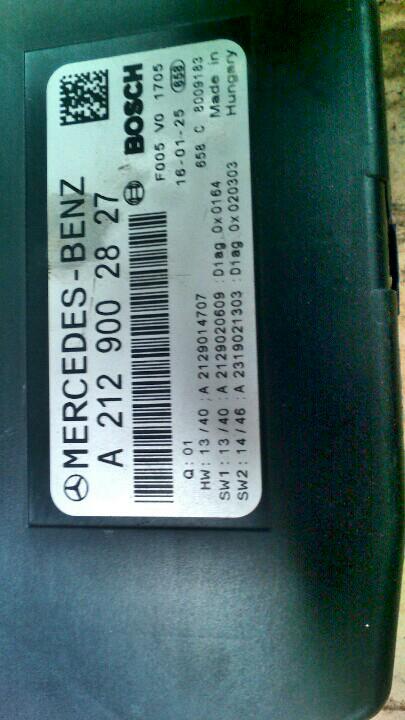 MERCEDES-BENZ
A 212 900 28 27
BOSCH
F005 V0 1705
16-01-25 658
658 C 8009183
Made in
Hungary
Q: 01
HW: 13/40 :A 2129014707
SW1: 13/40 :A 2129020609 :Diag 0x0164
SW2: 14/46 :A 2319021303 :Diag 0x020303